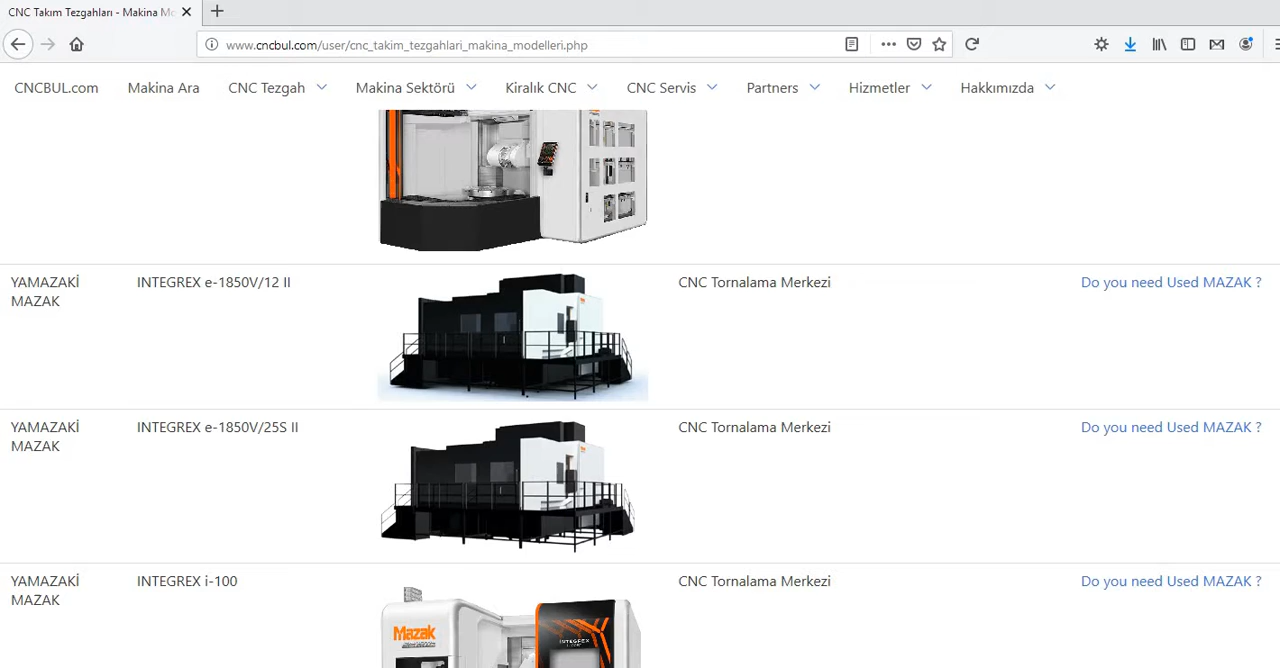 CNC Takım Tezgahları - Makina Mo
www.cncbul.com/user/cnc_takim_tezgahlari_makina_modelleri.php
CNCBUL.com Makina Ara CNC Tezgah Makina Sektörü Kiralık CNC CNC Servis Partners Hizmetler Hakkımızda
YAMAZAKİ MAZAK
INTEGREX e-1850V/12 II
CNC Tornalama Merkezi
Do you need Used MAZAK ?
YAMAZAKİ MAZAK
INTEGREX e-1850V/25S II
CNC Tornalama Merkezi
Do you need Used MAZAK ?
YAMAZAKİ MAZAK
INTEGREX i-100
Mazak
INTEGREX
CNC Tornalama Merkezi
Do you need Used MAZAK ?